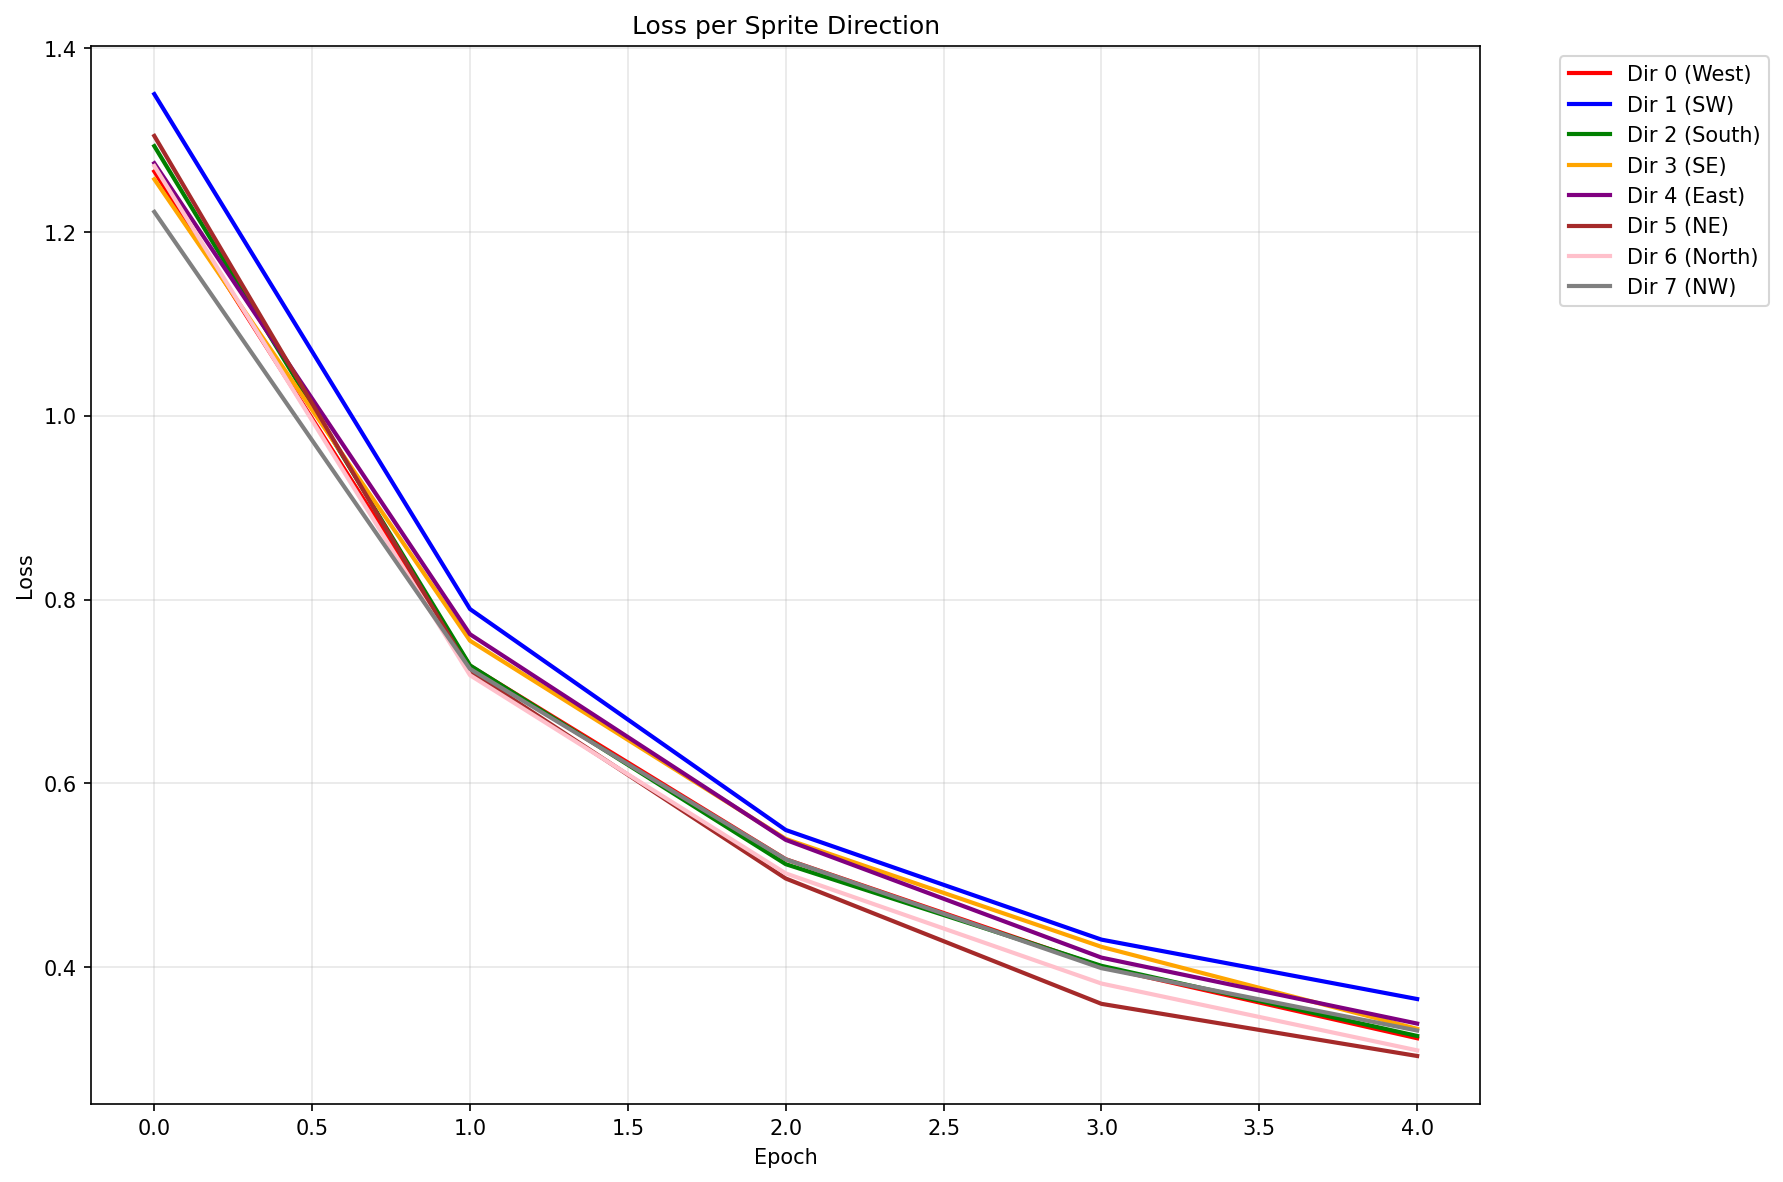 Loss per Sprite Direction
1.4
1.2
1.0
0.8
0.6
0.4
Loss
0.0 0.5 1.0 1.5 2.0 2.5 3.0 3.5 4.0
Epoch
Dir 0 (West)
Dir 1 (SW)
Dir 2 (South)
Dir 3 (SE)
Dir 4 (East)
Dir 5 (NE)
Dir 6 (North)
Dir 7 (NW)